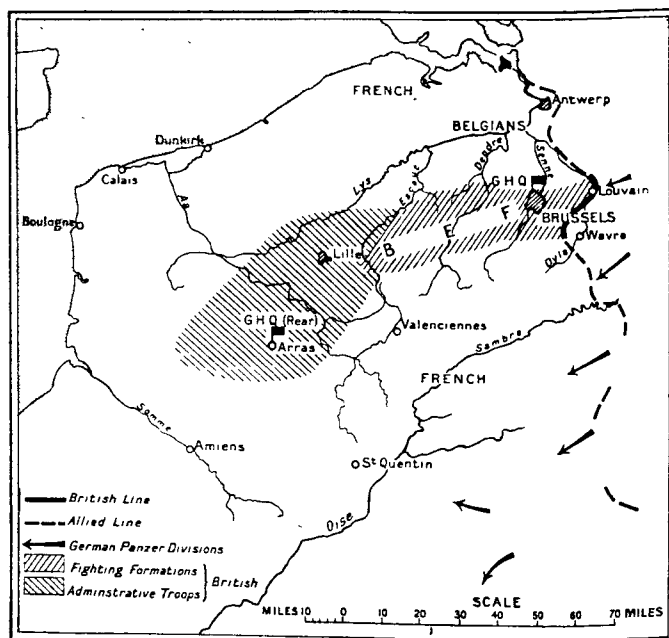 FRENCH
Antwerp
BELGIANS
Dunkirk
Calais
Lys
Escaut
Dendre
Senne
G H Q
Louvain
Aa
Boulogne
BRUSSELS
B E F
Wavre
Lille
Dyle
G H Q (Rear)
Arras
Valenciennes
Sambre
FRENCH
Somme
Amiens
St Quentin
Oise
British Line
Allied Line
German Panzer Divisions
Fighting Formations
British
Adminstrative Troops
SCALE
MILES 10 0 10 20 30 40 50 60 70 MILES